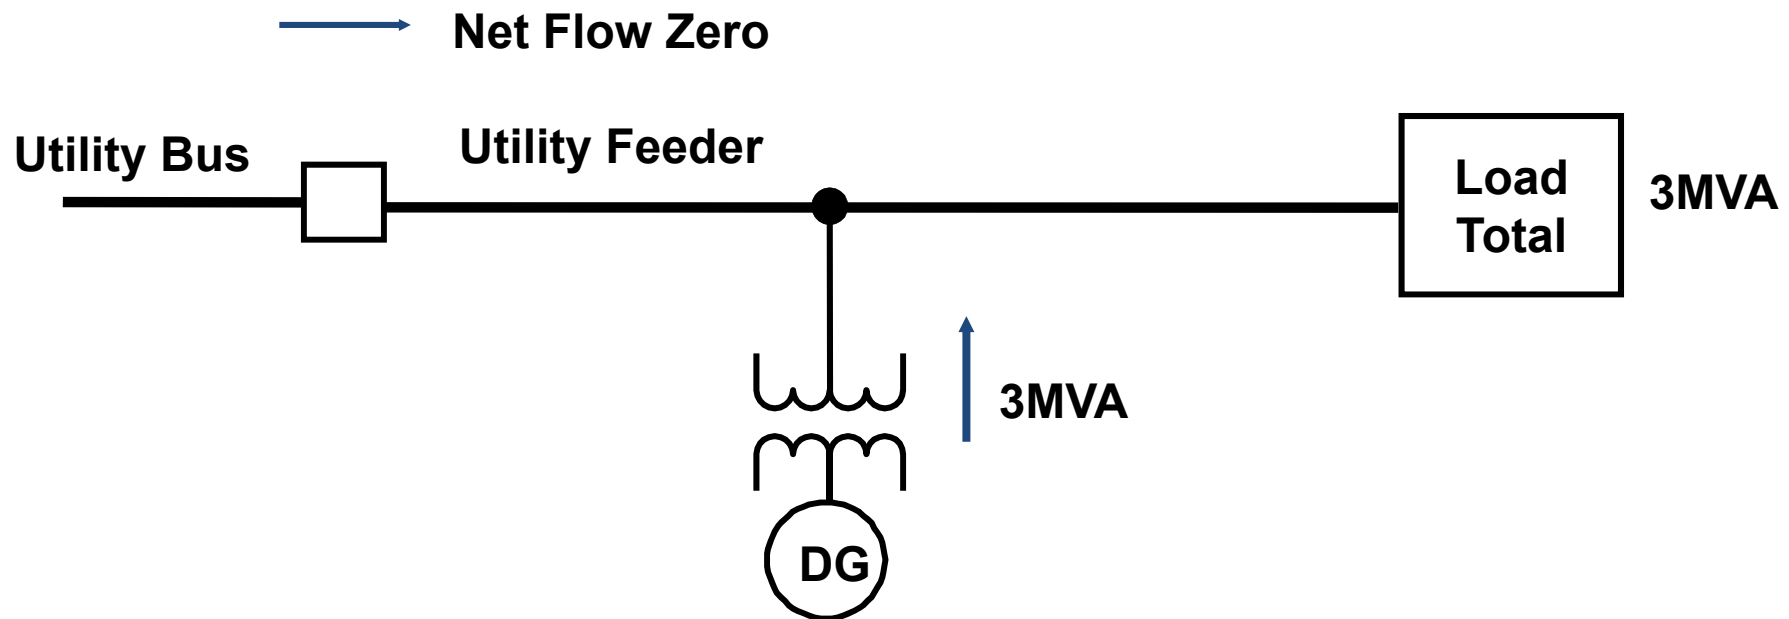 Net Flow Zero
Utility Bus
Utility Feeder
Load
Total
3MVA
3MVA
DG